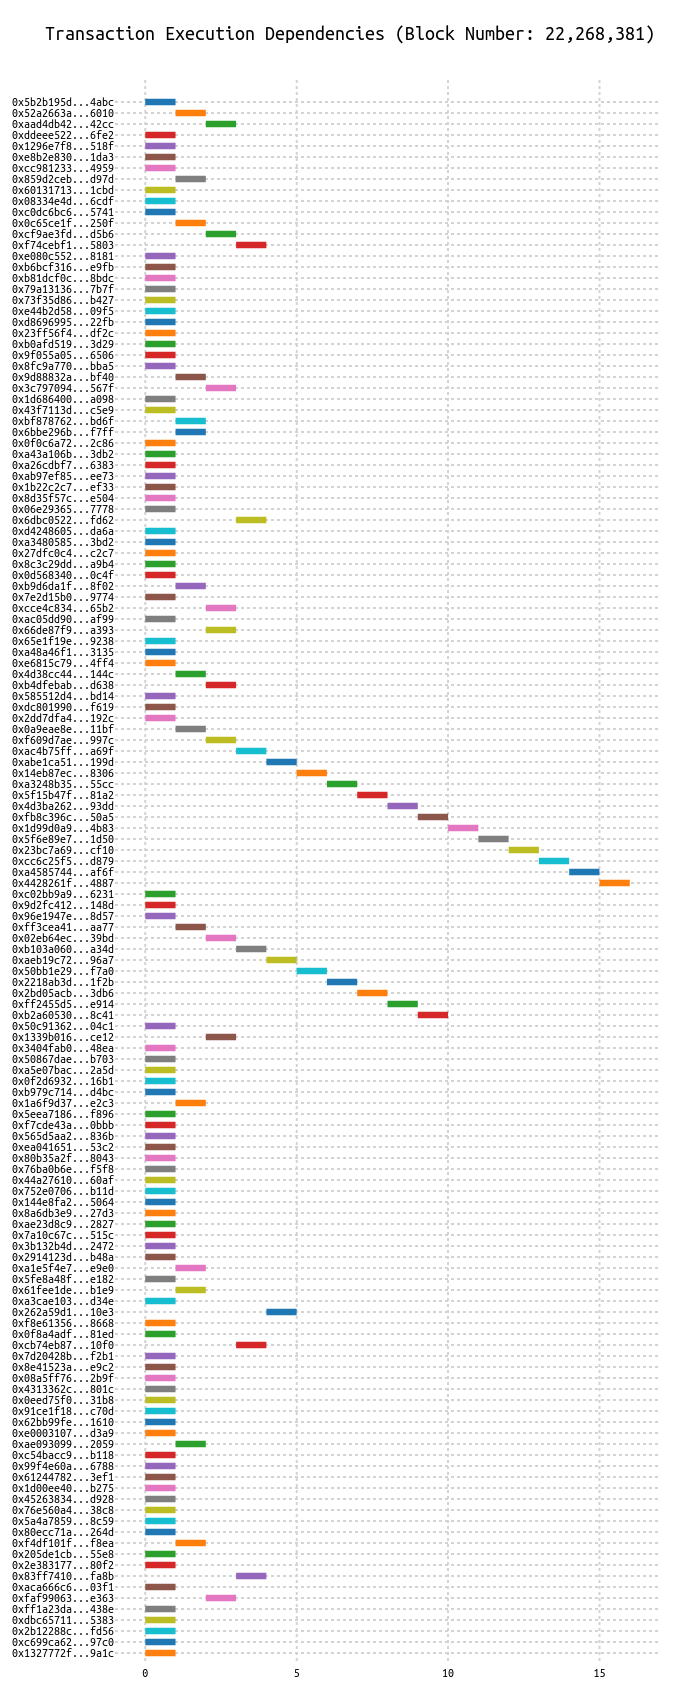 Transaction Execution Dependencies (Block Number: 22,268,381)
0x5b2b195d...4abc
0x52a2663a...6010
0xaad4db42...42cc
0xddeee522...6fe2
0x1296e7f8...518f
0xe8b2e830...1da3
0xcc981233...4959
0x859d2ceb...d97d
0x60131713...1cbd
0x08334e4d...6cdf
0xc0dc6bc6...5741
0x0c65ce1f...250f
0xcf9ae3fd...d5b6
0xf74cebf1...5803
0xe080c552...8181
0xb6bcf316...e9fb
0xb81dcf0c...8bdc
0x79a13136...7b7f
0x73f35d86...b427
0xe44b2d58...09f5
0xd8696995...22fb
0x23ff56f4...df2c
0xb0afd519...3d29
0x9f055a05...6506
0x8fc9a770...bba5
0x9d88832a...bf40
0x3c797094...567f
0x1d686400...a098
0x43f7113d...c5e9
0xbf878762...bd6f
0x6bbe296b...f7ff
0x0f0c6a72...2c86
0xa43a106b...3db2
0xa26cdbf7...6383
0xab97ef85...ee73
0x1b22c2c7...ef33
0x8d35f57c...e504
0x06e29365...7778
0x6dbc0522...fd62
0xd4248605...da6a
0xa3480585...3bd2
0x27dfc0c4...c2c7
0x8c3c29dd...a9b4
0x0d568340...0c4f
0xb9d6da1f...8f02
0x7e2d15b0...9774
0xcce4c834...65b2
0xac05dd90...af99
0x66de87f9...a393
0x65e1f19e...9238
0xa48a46f1...3135
0xe6815c79...4ff4
0x4d38cc44...144c
0xb4dfebab...d638
0x585512d4...bd14
0xdc801990...f619
0x2dd7dfa4...192c
0x0a9eae8e...11bf
0xf609d7ae...997c
0xac4b75ff...a69f
0xabe1ca51...199d
0x14eb87ec...8306
0xa3248b35...55cc
0x5f15b47f...81a2
0x4d3ba262...93dd
0xfb8c396c...50a5
0x1d99d0a9...4b83
0x5f6e89e7...1d50
0x23bc7a69...cf10
0xcc6c25f5...d879
0xa4585744...af6f
0x4428261f...4887
0xc02bb9a9...6231
0x9d2fc412...148d
0x96e1947e...8d57
0xff3cea41...aa77
0x02eb64ec...39bd
0xb103a060...a34d
0xaeb19c72...96a7
0x50bb1e29...f7a0
0x2218ab3d...1f2b
0x2bd05acb...3db6
0xff2455d5...e914
0xb2a60530...8c41
0x50c91362...04c1
0x1339b016...ce12
0x3404fab0...48ea
0x50867dae...b703
0xa5e07bac...2a5d
0x0f2d6932...16b1
0xb979c714...d4bc
0x1a6f9d37...e2c3
0x5eea7186...f896
0xf7cde43a...0bbb
0x565d5aa2...836b
0xea041651...53c2
0x80b35a2f...8043
0x76ba0b6e...f5f8
0x44a27610...60af
0x752e0706...b11d
0x144e8fa2...5064
0x8a6db3e9...27d3
0xae23d8c9...2827
0x7a10c67c...515c
0x3b132b4d...2472
0x2914123d...b48a
0xa1e5f4e7...e9e0
0x5fe8a48f...e182
0x61fee1de...b1e9
0xa3cae103...d34e
0x262a59d1...10e3
0xf8e61356...8668
0x0f8a4adf...81ed
0xcb74eb87...10f0
0x7d20428b...f2b1
0x8e41523a...e9c2
0x08a5ff76...2b9f
0x4313362c...801c
0x0eed75f0...31b8
0x91ce1f18...c70d
0x62bb99fe...1610
0xe0003107...d3a9
0xae093099...2059
0xc54bacc9...b118
0x99f4e60a...6788
0x61244782...3ef1
0x1d00ee40...b275
0x45263834...d928
0x76e560a4...38c8
0x5a4a7859...8c59
0x80ecc71a...264d
0xf4df101f...f8ea
0x205de1cb...55e8
0x2e383177...80f2
0x83ff7410...fa8b
0xaca666c6...03f1
0xfaf99063...e363
0xff1a23da...438e
0xdbc65711...5383
0x2b12288c...fd56
0xc699ca62...97c0
0x1327772f...9a1c
0 5 10 15